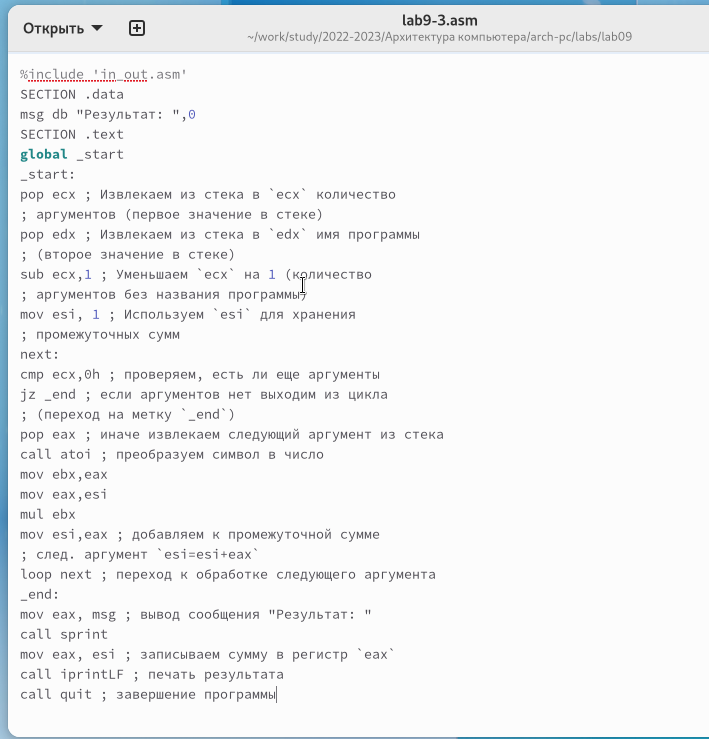 Открыть
lab9-3.asm
~/work/study/2022-2023/Архитектура компьютера/arch-pc/labs/lab09
%include 'in_out.asm'
SECTION .data
msg db "Результат: ",0
SECTION .text
global _start
_start:
pop ecx ; Извлекаем из стека в `ecx` количество
; аргументов (первое значение в стеке)
pop edx ; Извлекаем из стека в `edx` имя программы
; (второе значение в стеке)
sub ecx,1 ; Уменьшаем `ecx` на 1 (количество
; аргументов без названия программы)
mov esi, 1 ; Используем `esi` для хранения
; промежуточных сумм
next:
cmp ecx,0h ; проверяем, есть ли еще аргументы
jz _end ; если аргументов нет выходим из цикла
; (переход на метку `_end`)
pop eax ; иначе извлекаем следующий аргумент из стека
call atoi ; преобразуем символ в число
mov ebx,eax
mov eax,esi
mul ebx
mov esi,eax ; добавляем к промежуточной сумме
; след. аргумент `esi=esi+eax`
loop next ; переход к обработке следующего аргумента
_end:
mov eax, msg ; вывод сообщения "Результат: "
call sprint
mov eax, esi ; записываем сумму в регистр `eax`
call iprintLF ; печать результата
call quit ; завершение программы